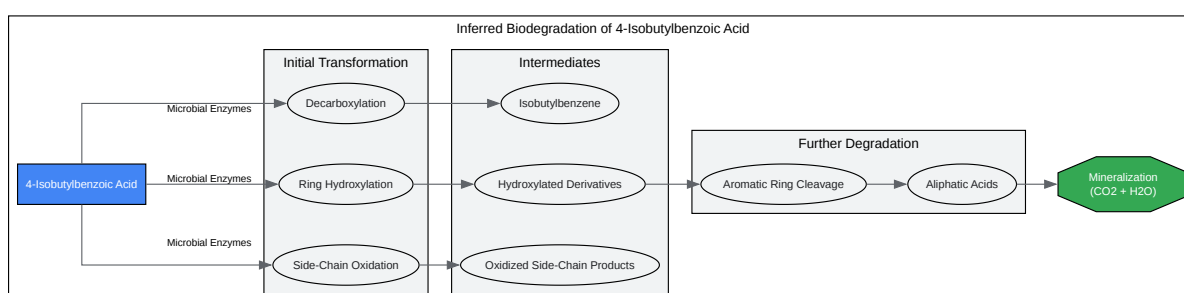 Inferred Biodegradation of 4-Isobutylbenzoic Acid
Initial Transformation
Intermediates
Microbial Enzymes
Decarboxylation
Isobutylbenzene
Further Degradation
4-Isobutylbenzoic Acid
Microbial Enzymes
Ring Hydroxylation
Hydroxylated Derivatives
Aromatic Ring Cleavage
Aliphatic Acids
Mineralization
(CO2 + H2O)
Microbial Enzymes
Side-Chain Oxidation
Oxidized Side-Chain Products